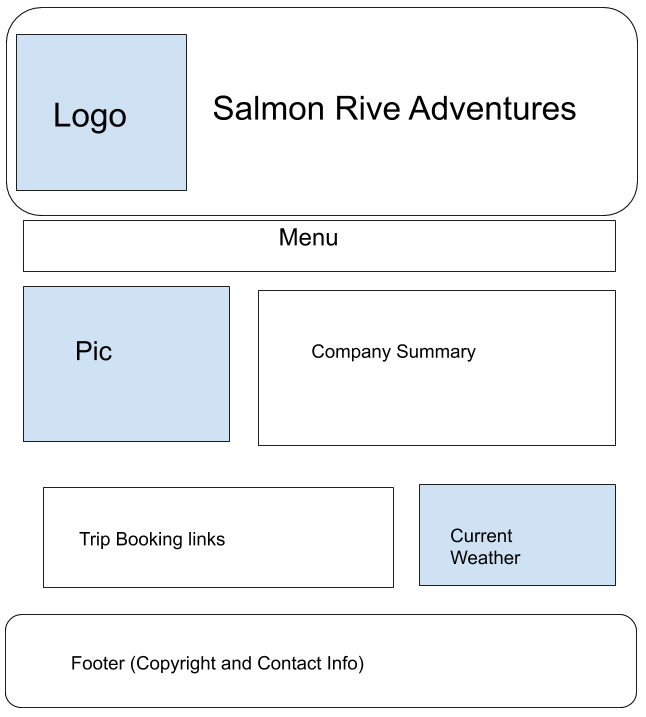 Logo
Salmon Rive Adventures
Menu
Pic
Company Summary
Trip Booking links
Current
Weather
Footer (Copyright and Contact Info)